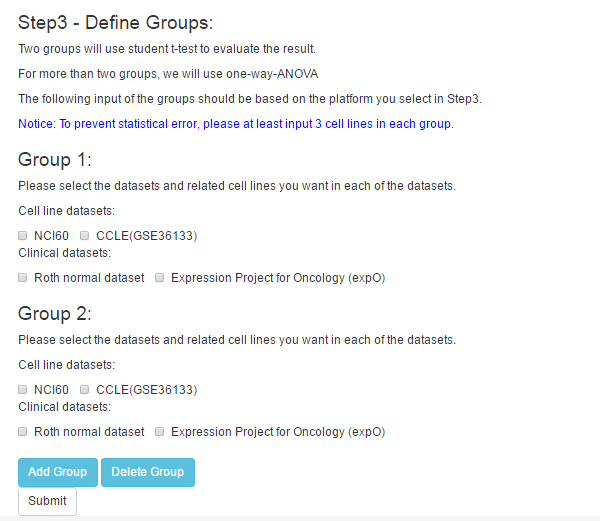 Step3 - Define Groups:
Two groups will use student t-test to evaluate the result.
For more than two groups, we will use one-way-ANOVA
The following input of the groups should be based on the platform you select in Step3.
Notice: To prevent statistical error, please at least input 3 cell lines in each group.
Group 1:
Please select the datasets and related cell lines you want in each of the datasets.
Cell line datasets:
NCI60 CCLE(GSE36133)
Clinical datasets:
Roth normal dataset Expression Project for Oncology (expO)
Group 2:
Please select the datasets and related cell lines you want in each of the datasets.
Cell line datasets:
NCI60 CCLE(GSE36133)
Clinical datasets:
Roth normal dataset Expression Project for Oncology (expO)
Add Group Delete Group
Submit